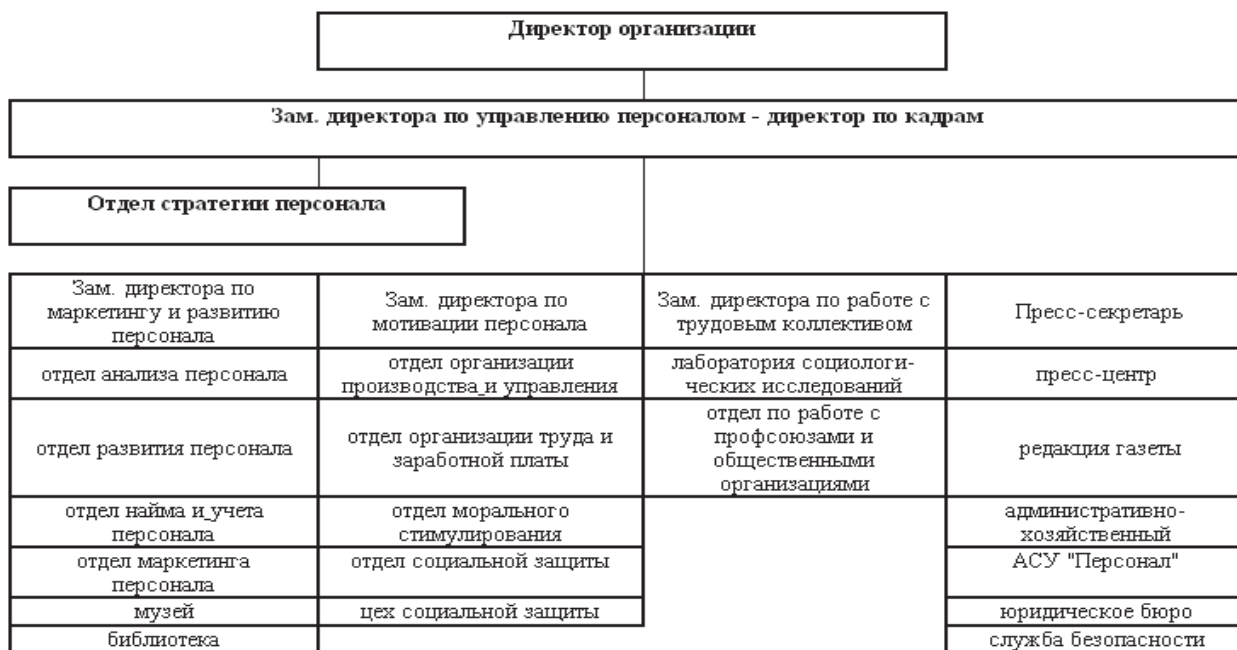 Директор организации
Зам. директора по управлению персоналом - директор по кадрам
Отдел стратегии персонала
Зам. директора по
маркетингу и развитию
персонала
Зам. директора по
мотивации персонала
Зам. директора по работе с
трудовым коллективом
Пресс-секретарь
отдел анализа персонала
отдел организации
производства_и управления
лаборатория социологи-
ческих исследований
пресс-центр
отдел развития персонала
отдел организации труда и
заработной платы
отдел по работе с
профсоюзами и
общественными
организациями
редакция газеты
отдел найма и_учета
персонала
отдел морального
стимулирования
административно-
хозяйственный
отдел маркетинга
персонала
отдел социальной защиты
АСУ "Персонал"
музей
цех социальной защиты
юридическое бюро
библиотека
служба безопасности